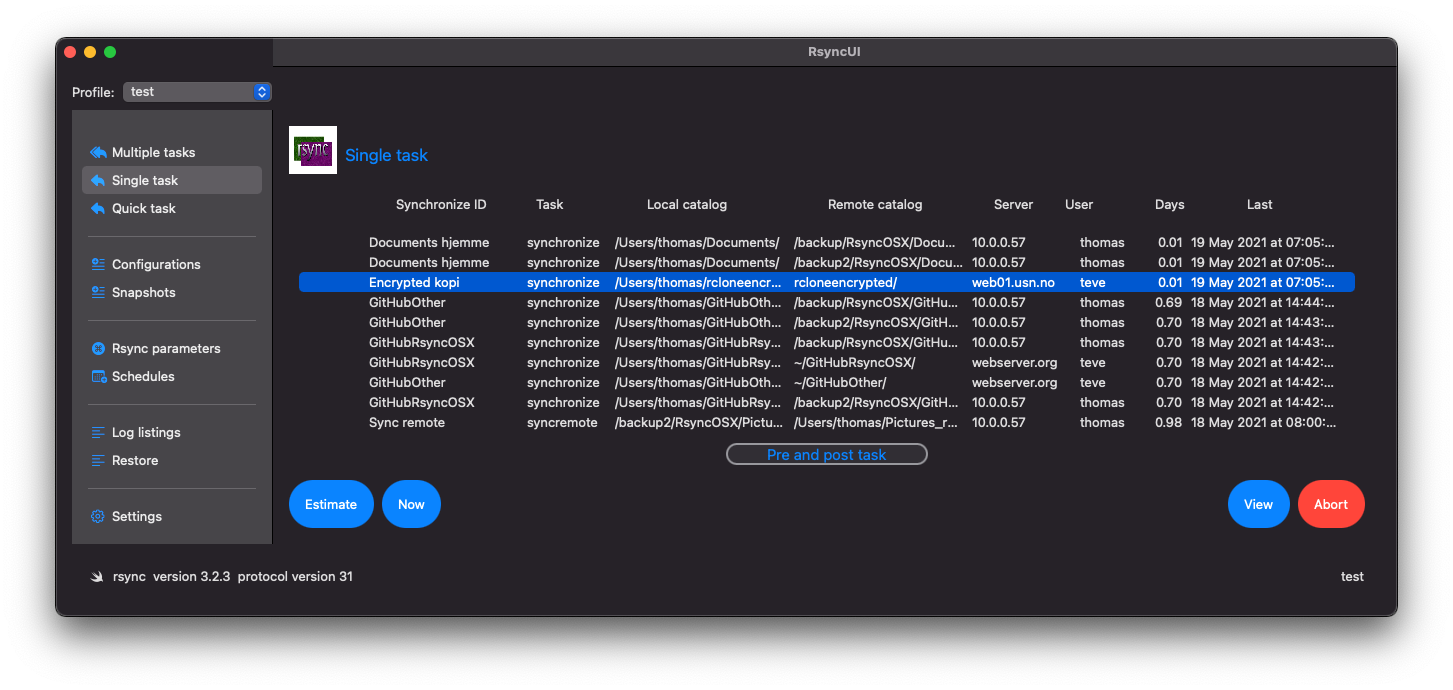 RsyncUI
Profile: test
Multiple tasks
Single task
Quick task
Configurations
Snapshots
Rsync parameters
Schedules
Log listings
Restore
Settings
rsync
Single task
Synchronize ID Task Local catalog Remote catalog Server User Days Last
Documents hjemme synchronize /Users/thomas/Documents/ /backup/RsyncOSX/Docu... 10.0.0.57 thomas 0.01 19 May 2021 at 07:05:...
Documents hjemme synchronize /Users/thomas/Documents/ /backup2/RsyncOSX/Docu... 10.0.0.57 thomas 0.01 19 May 2021 at 07:05:...
Encrypted kopi synchronize /Users/thomas/rcloneencr... rcloneencrypted/ web01.usn.no teve 0.01 19 May 2021 at 07:05:...
GitHubOther synchronize /Users/thomas/GitHubOth... /backup/RsyncOSX/GitHu... 10.0.0.57 thomas 0.69 18 May 2021 at 14:44:...
GitHubOther synchronize /Users/thomas/GitHubOth... /backup2/RsyncOSX/GitH... 10.0.0.57 thomas 0.70 18 May 2021 at 14:43:...
GitHubRsyncOSX synchronize /Users/thomas/GitHubRsy... /backup/RsyncOSX/GitHu... 10.0.0.57 thomas 0.70 18 May 2021 at 14:43:...
GitHubRsyncOSX synchronize /Users/thomas/GitHubRsy... ~/GitHubRsyncOSX/ webserver.org teve 0.70 18 May 2021 at 14:42:...
GitHubOther synchronize /Users/thomas/GitHubOth... ~/GitHubOther/ webserver.org teve 0.70 18 May 2021 at 14:42:...
GitHubRsyncOSX synchronize /Users/thomas/GitHubRsy... /backup2/RsyncOSX/GitH... 10.0.0.57 thomas 0.70 18 May 2021 at 14:42:...
Sync remote syncremote /backup2/RsyncOSX/Pictu... /Users/thomas/Pictures_r... 10.0.0.57 thomas 0.98 18 May 2021 at 08:00:...
Pre and post task
Estimate Now View Abort
rsync version 3.2.3 protocol version 31 test